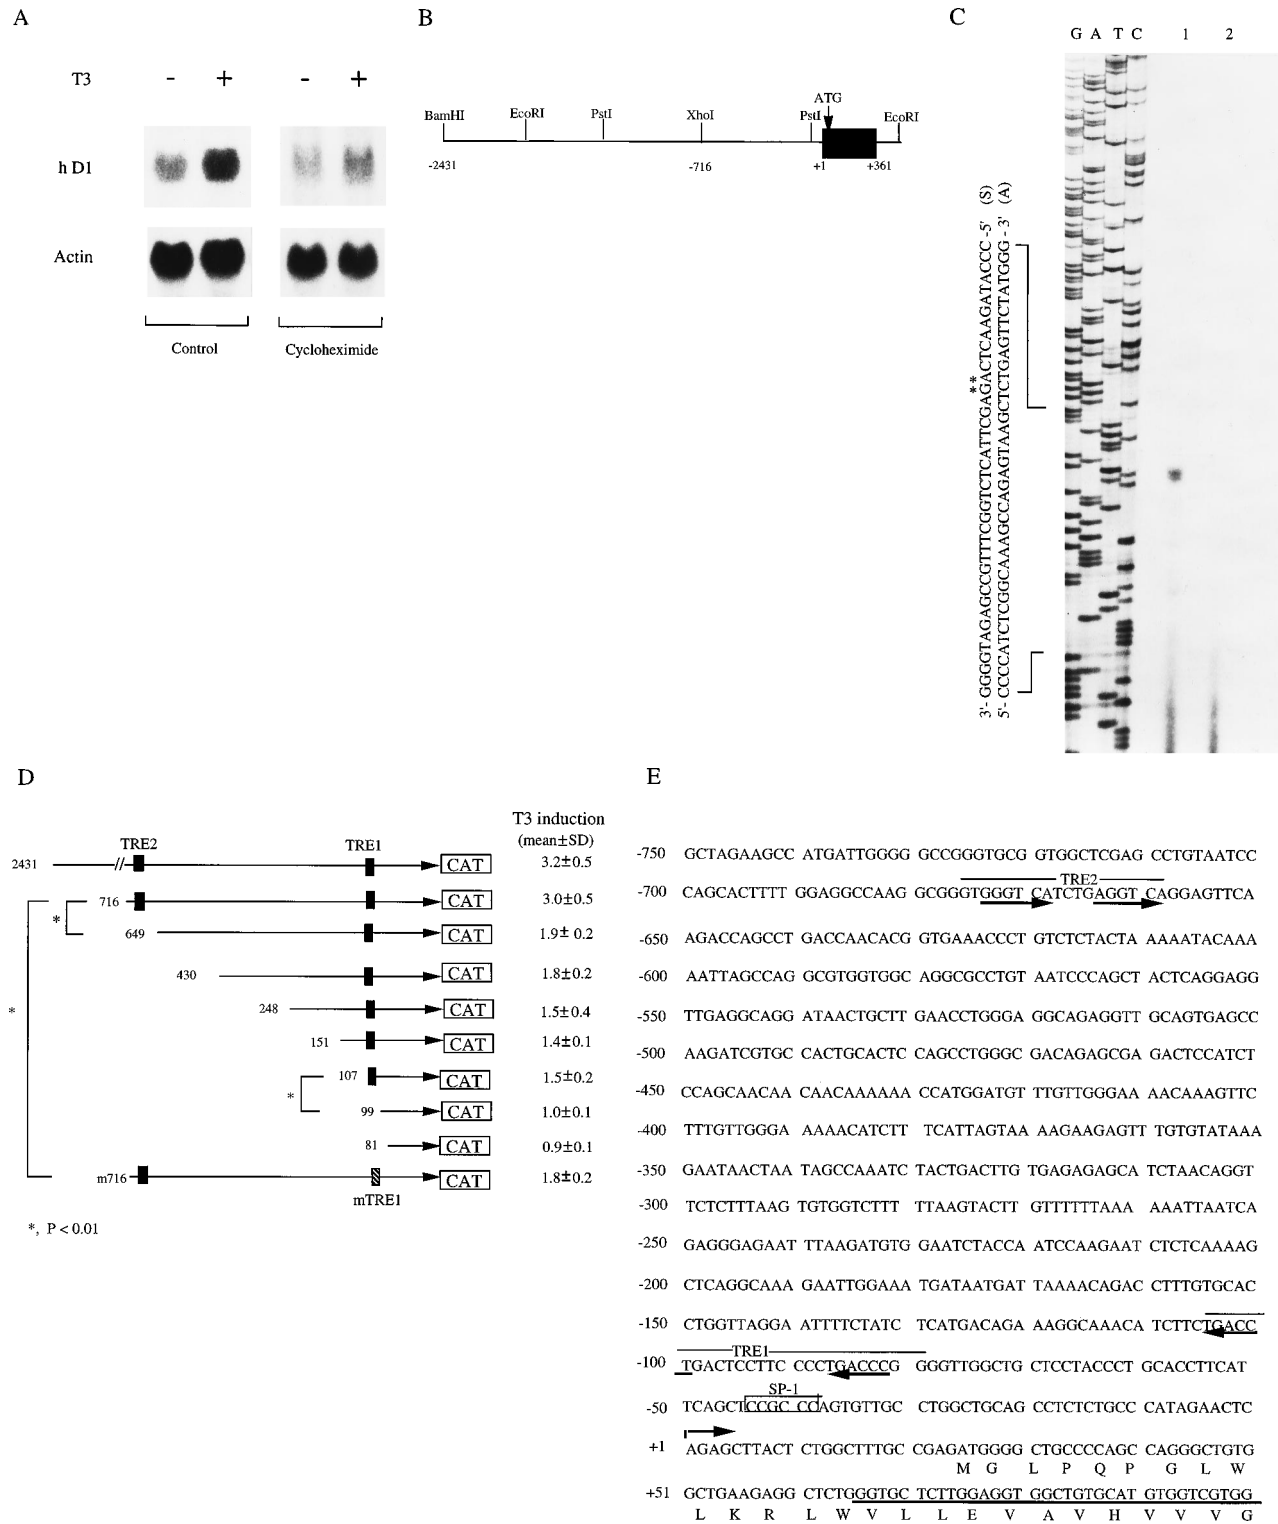 A
T3 - + - +
h D1
Actin
Control Cycloheximide
B
ATG
BamHI EcoRI PstI XhoI PstI EcoRI
-2431 -716 +1 +361
C
G A T C 1 2
**
3'- GGGGTAGAGCCGTTTCGGTCTCATTCGAGACTCAAGATACCC -5' (S)
5'- CCCCATCTCGGCAAAGCCAGAGTAAGCTCTGAGTTCTATGGG - 3' (A)
D
T3 induction
(mean±SD)
TRE2 TRE1
2431 CAT 3.2±0.5
716 CAT 3.0±0.5
* 649 CAT 1.9± 0.2
430 CAT 1.8±0.2
* 248 CAT 1.5±0.4
151 CAT 1.4±0.1
107 CAT 1.5±0.2
* 99 CAT 1.0±0.1
81 CAT 0.9±0.1
m716 CAT 1.8±0.2
mTRE1
*, P < 0.01
E
-750 GCTAGAAGCC ATGATTGGGG GCCGGGTGCG GTGGCTCGAG CCTGTAATCC
TRE2
-700 CAGCACTTTT GGAGGCCAAG GCGGGTGGGT CATCTGAGGT CAGGAGTTCA
-650 AGACCAGCCT GACCAACACG GTGAAACCCT GTCTCTACTA AAAATACAAA
-600 AATTAGCCAG GCGTGGTGGC AGGCGCCTGT AATCCCAGCT ACTCAGGAGG
-550 TTGAGGCAGG ATAACTGCTT GAACCTGGGA GGCAGAGGTT GCAGTGAGCC
-500 AAGATCGTGC CACTGCACTC CAGCCTGGGC GACAGAGCGA GACTCCATCT
-450 CCAGCAACAA CAACAAAAAA CCATGGATGT TTGTTGGGAA AACAAAGTTC
-400 TTTGTTGGGA AAAACATCTT TCATTAGTAA AAGAAGAGTT TGTGTATAAA
-350 GAATAACTAA TAGCCAAATC TACTGACTTG TGAGAGAGCA TCTAACAGGT
-300 TCTCTTTAAG TGTGGTCTTT TTAAGTACTT GTTTTTTAAA AAATTAATCA
-250 GAGGGAGAAT TTAAGATGTG GAATCTACCA ATCCAAGAAT CTCTCAAAAG
-200 CTCAGGCAAA GAATTGGAAA TGATAATGAT TAAAACAGAC CTTTGTGCAC
-150 CTGGTTAGGA ATTTTCTATC TCATGACAGA AAGGCAAACA TCTTCTGACC
TRE1
-100 TGACTCCTTC CCCTGACCCG GGGTTGGCTG CTCCTACCCT GCACCTTCAT
SP-1
-50 TCAGCTCCGC CCAGTGTTGC CTGGCTGCAG CCTCTCTGCC CATAGAACTC
+1 AGAGCTTACT CTGGCTTTGC CGAGATGGGG CTGCCCCAGC CAGGGCTGTG
M G L P Q P G L W
+51 GCTGAAGAGG CTCTGGGTGC TCTTGGAGGT GGCTGTGCAT GTGGTCGTGG
L K R L W V L L E V A V H V V V G